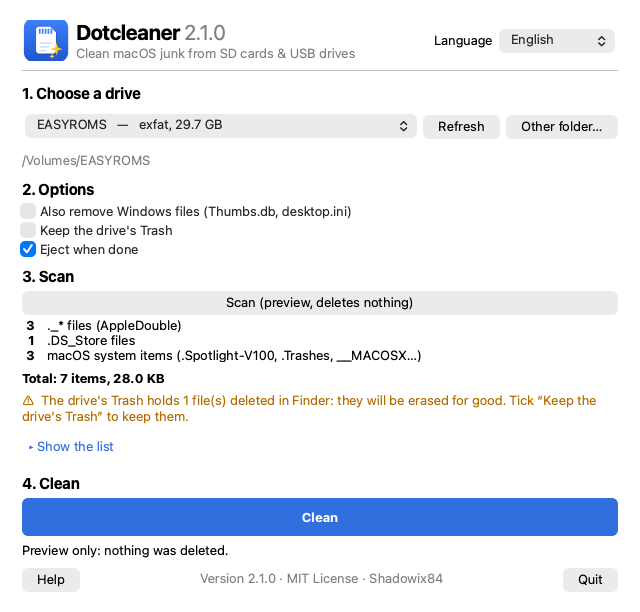 Dotcleaner 2.1.0
Clean macOS junk from SD cards & USB drives
Language English
1. Choose a drive
EASYROMS — exfat, 29.7 GB
Refresh
Other folder...
/Volumes/EASYROMS
2. Options
Also remove Windows files (Thumbs.db, desktop.ini)
Keep the drive's Trash
Eject when done
3. Scan
Scan (preview, deletes nothing)
3 ._* files (AppleDouble)
1 .DS_Store files
3 macOS system items (.Spotlight-V100, .Trashes, __MACOSX...)
Total: 7 items, 28.0 KB
⚠ The drive's Trash holds 1 file(s) deleted in Finder: they will be erased for good. Tick “Keep the
drive's Trash” to keep them.
▸ Show the list
4. Clean
Clean
Preview only: nothing was deleted.
Help
Version 2.1.0 · MIT License · Shadowix84
Quit